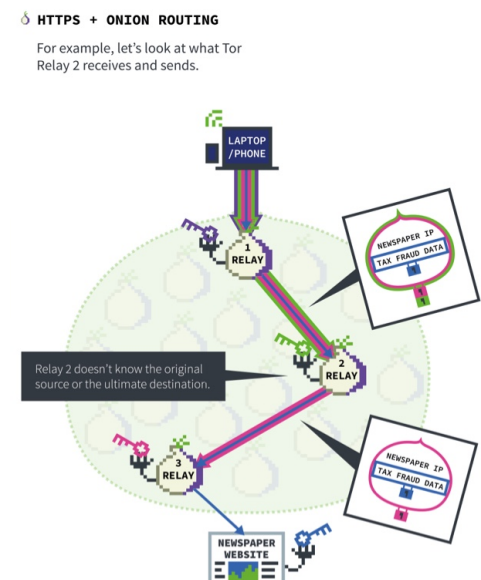 HTTPS + ONION ROUTING
For example, let's look at what Tor
Relay 2 receives and sends.
LAPTOP
/PHONE
1
RELAY
NEWSPAPER IP
TAX FRAUD DATA
2
RELAY
Relay 2 doesn't know the original
source or the ultimate destination.
3
RELAY
NEWSPAPER IP
TAX FRAUD DATA
NEWSPAPER
WEBSITE